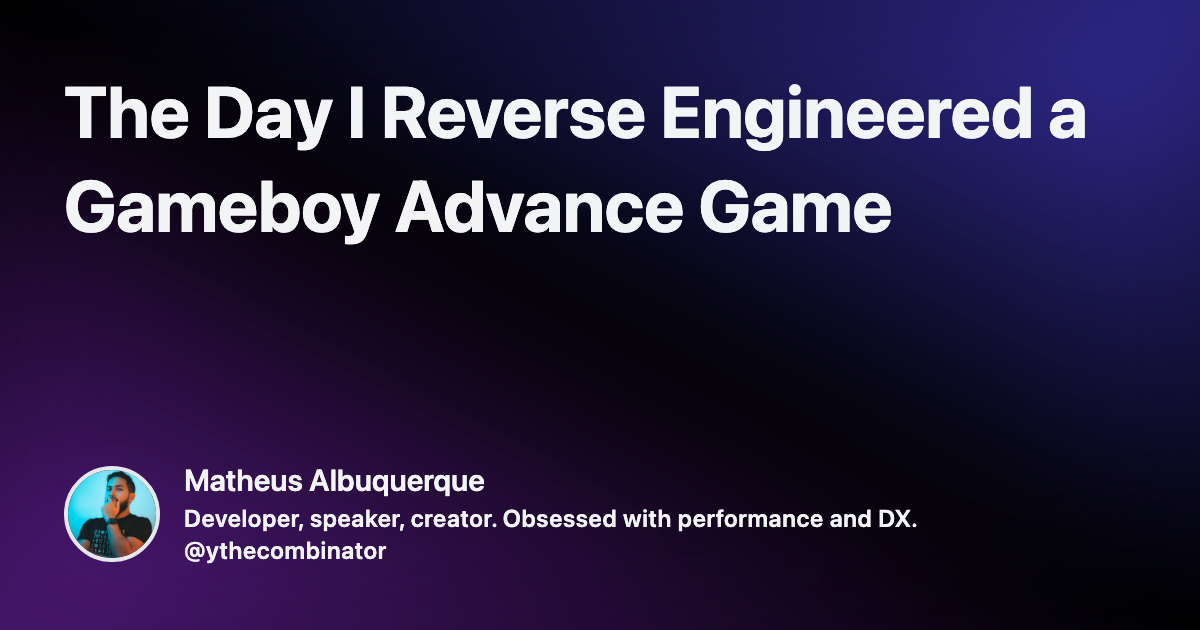 The Day I Reverse Engineered a
Gameboy Advance Game
Matheus Albuquerque
Developer, speaker, creator. Obsessed with performance and DX.
@ythecombinator